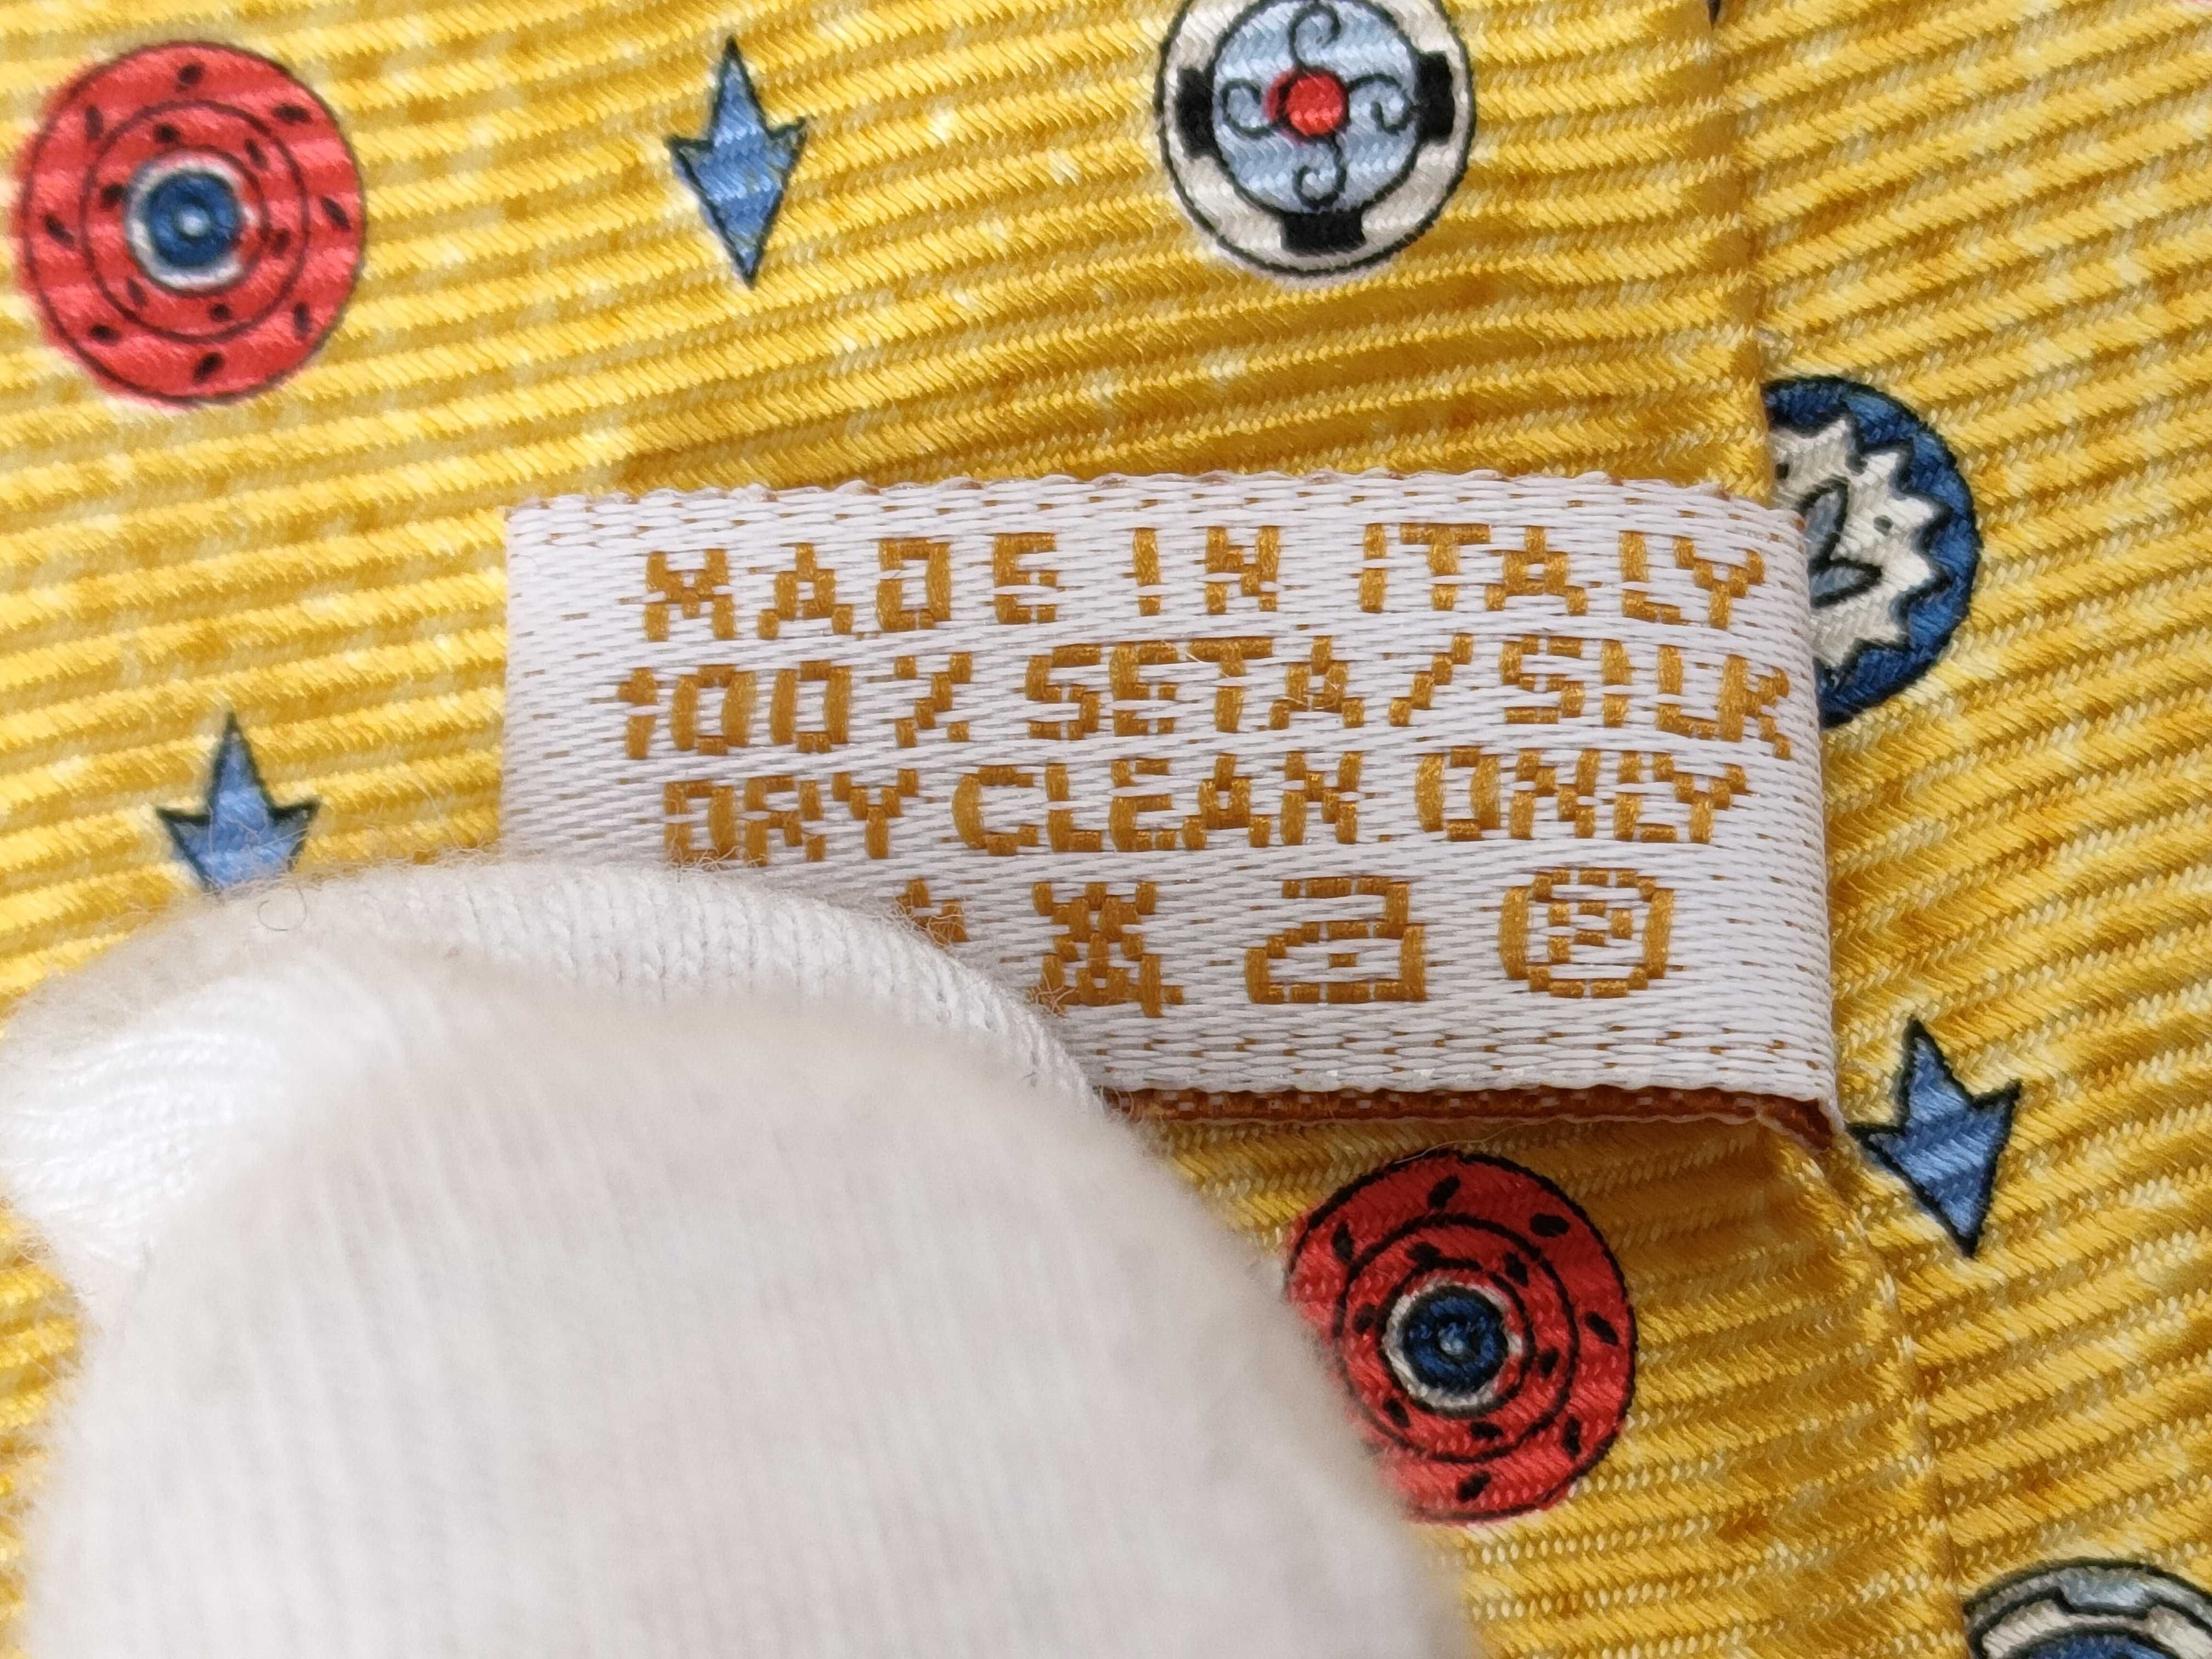 MADE IN ITALY
100% SETA/SILK
DRY CLEAN ONLY
P